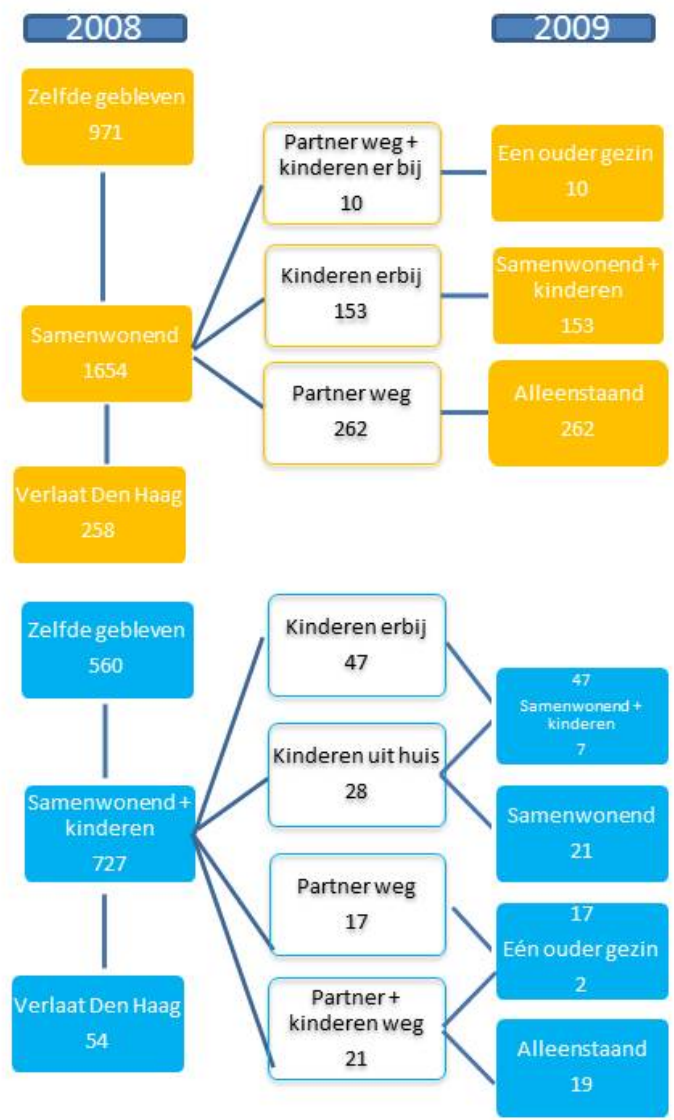 2008
2009
Zelfde gebleven
971
Partner weg +
kinderen er bij
10
Een ouder gezin
10
Kinderen erbij
153
Samenwonend +
kinderen
153
Samenwonend
1654
Partner weg
262
Alleenstaand
262
Verlaat Den Haag
258
Zelfde gebleven
560
Kinderen erbij
47
47
Samenwonend +
kinderen
7
Kinderen uit huis
28
Samenwonend +
kinderen
727
Samenwonend
21
Partner weg
17
17
Eén ouder gezin
2
Verlaat Den Haag
54
Partner +
kinderen weg
21
Alleenstaand
19